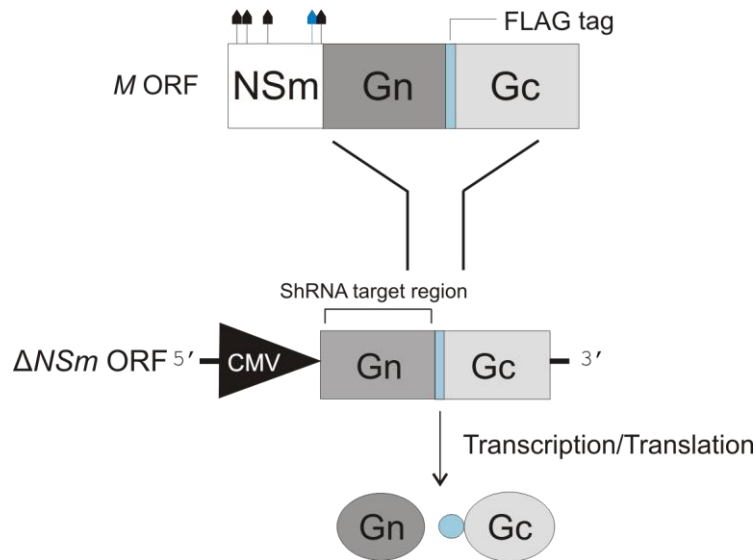 FLAG tag
M ORF
NSm Gn Gc
ShRNA target region
ΔNSm ORF 5′ CMV Gn Gc 3′
Transcription/Translation
Gn Gc